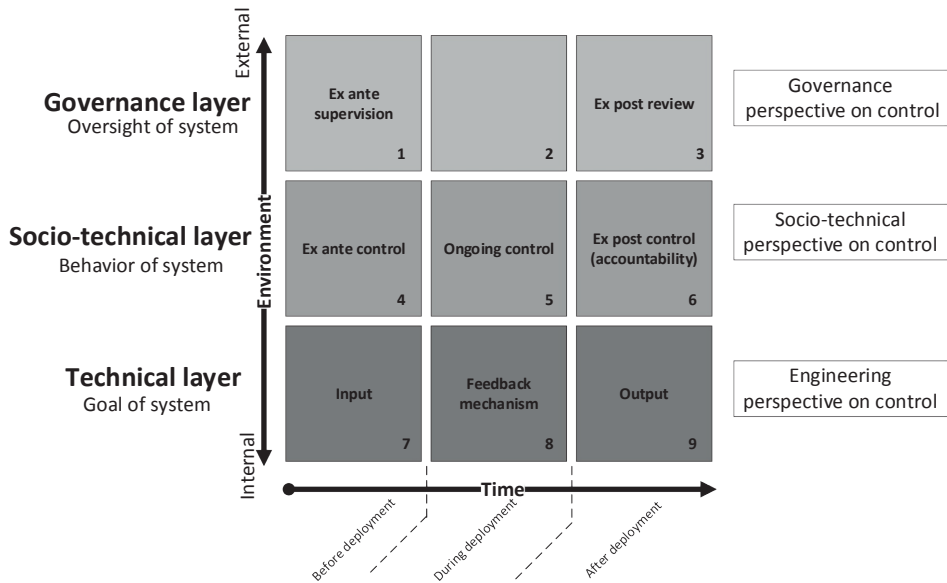 External
Governance layer
Oversight of system
Ex ante
supervision
1
2
Ex post review
3
Governance
perspective on control
Environment
Socio-technical layer
Behavior of system
Ex ante control
4
Ongoing control
5
Ex post control
(accountability)
6
Socio-technical
perspective on control
Technical layer
Goal of system
Input
7
Feedback
mechanism
8
Output
9
Engineering
perspective on control
Internal
Time
Before deployment
During deployment
After deployment